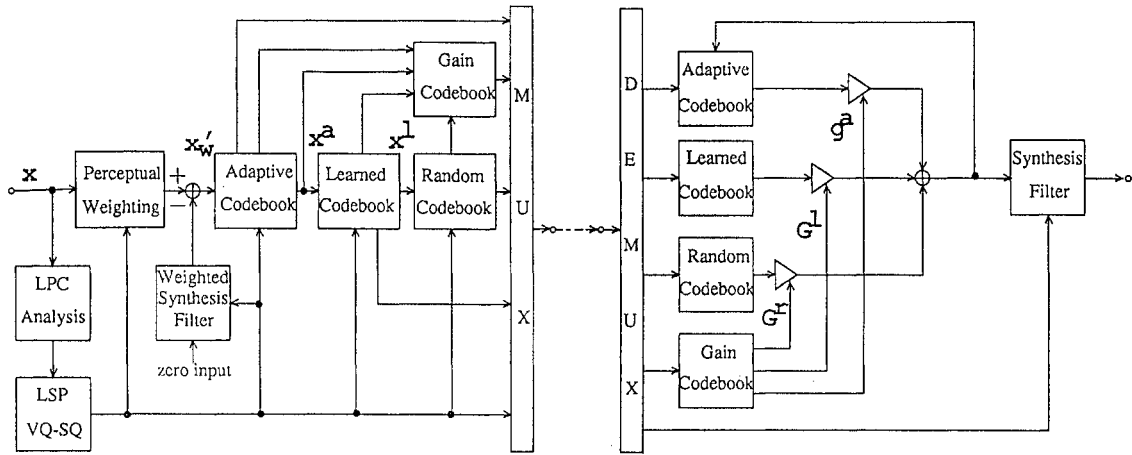 x
Perceptual
Weighting
+
−
x'w
Adaptive
Codebook
xa
Learned
Codebook
xl
Random
Codebook
Gain
Codebook
M
U
X
LPC
Analysis
Weighted
Synthesis
Filter
zero input
LSP
VQ-SQ
D
E
M
U
X
Adaptive
Codebook
ga
Learned
Codebook
Gl
Random
Codebook
Gr
Gain
Codebook
Synthesis
Filter